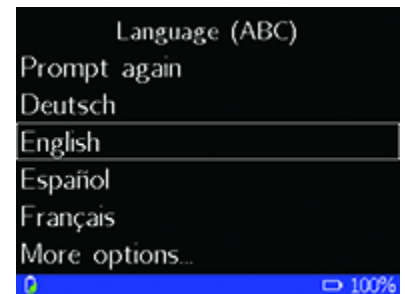 Language (ABC)
Prompt again
Deutsch
English
Español
Français
More options...
100%